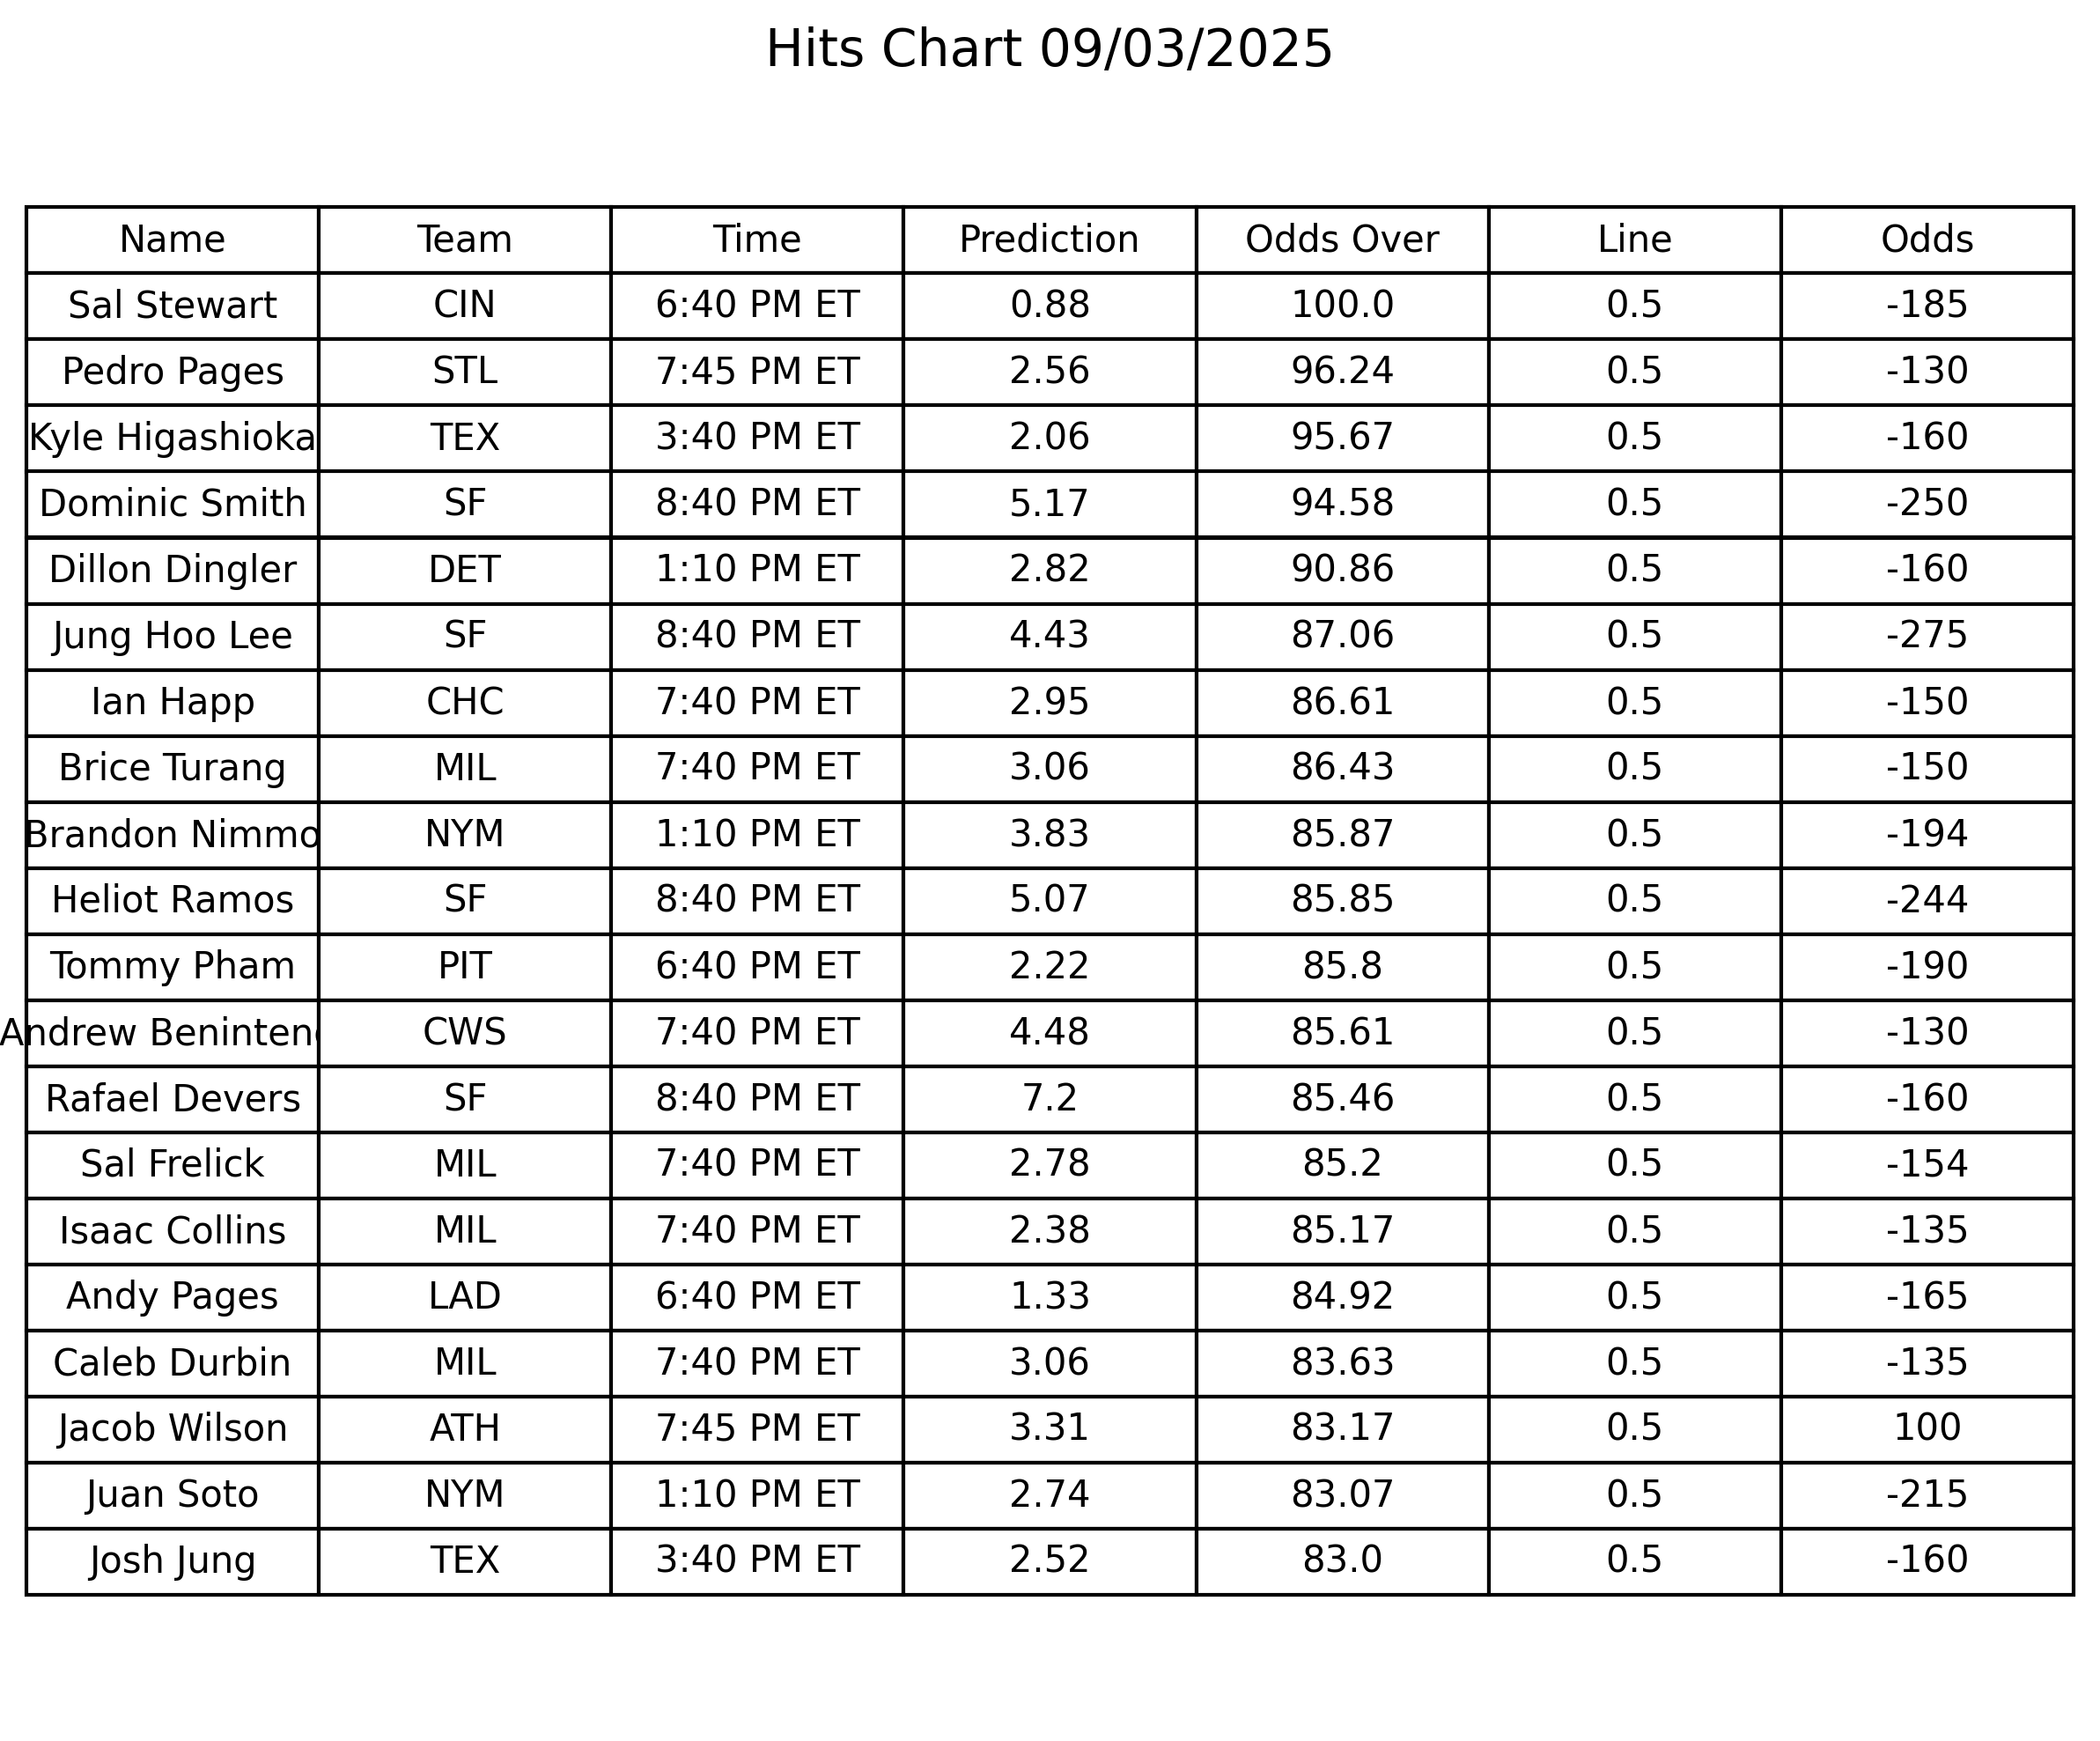 Hits Chart 09/03/2025
Name Team Time Prediction Odds Over Line Odds
Sal Stewart CIN 6:40 PM ET 0.88 100.0 0.5 -185
Pedro Pages STL 7:45 PM ET 2.56 96.24 0.5 -130
Kyle Higashioka TEX 3:40 PM ET 2.06 95.67 0.5 -160
Dominic Smith SF 8:40 PM ET 5.17 94.58 0.5 -250
Dillon Dingler DET 1:10 PM ET 2.82 90.86 0.5 -160
Jung Hoo Lee SF 8:40 PM ET 4.43 87.06 0.5 -275
Ian Happ CHC 7:40 PM ET 2.95 86.61 0.5 -150
Brice Turang MIL 7:40 PM ET 3.06 86.43 0.5 -150
Brandon Nimmo NYM 1:10 PM ET 3.83 85.87 0.5 -194
Heliot Ramos SF 8:40 PM ET 5.07 85.85 0.5 -244
Tommy Pham PIT 6:40 PM ET 2.22 85.8 0.5 -190
Andrew Beninten CWS 7:40 PM ET 4.48 85.61 0.5 -130
Rafael Devers SF 8:40 PM ET 7.2 85.46 0.5 -160
Sal Frelick MIL 7:40 PM ET 2.78 85.2 0.5 -154
Isaac Collins MIL 7:40 PM ET 2.38 85.17 0.5 -135
Andy Pages LAD 6:40 PM ET 1.33 84.92 0.5 -165
Caleb Durbin MIL 7:40 PM ET 3.06 83.63 0.5 -135
Jacob Wilson ATH 7:45 PM ET 3.31 83.17 0.5 100
Juan Soto NYM 1:10 PM ET 2.74 83.07 0.5 -215
Josh Jung TEX 3:40 PM ET 2.52 83.0 0.5 -160